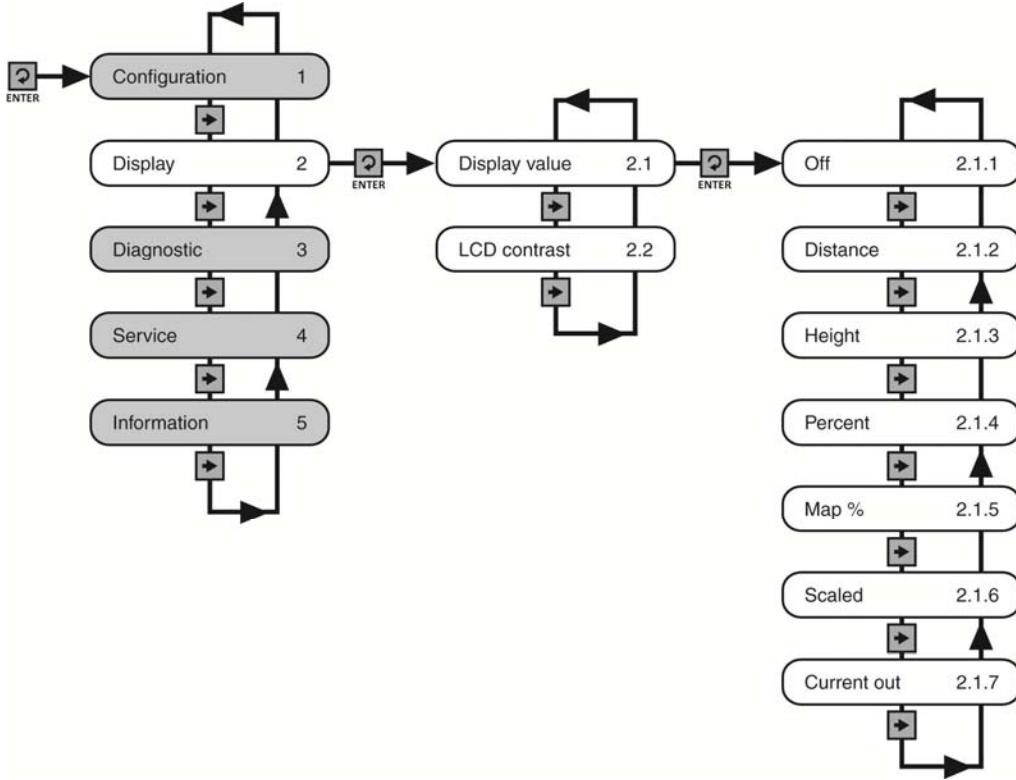 ENTER
Configuration 1
Display 2
ENTER
Display value 2.1
ENTER
Off 2.1.1
Diagnostic 3
LCD contrast 2.2
Distance 2.1.2
Service 4
Height 2.1.3
Information 5
Percent 2.1.4
Map % 2.1.5
Scaled 2.1.6
Current out 2.1.7